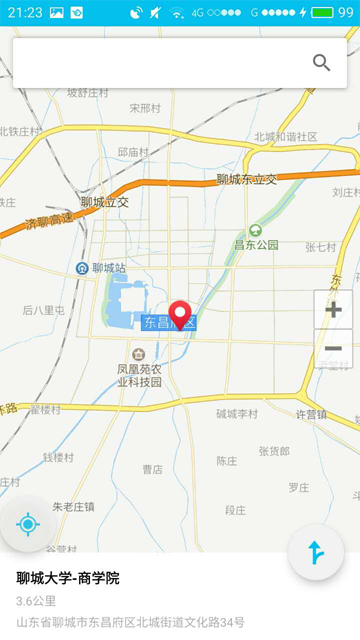 21:23
4G
G
99
坡舒庄村
宋邢村
北铁庄村
北城和谐社区
邱庙村
聊城东立交
刘庄村
聊城立交
济聊高速
昌东公园
张七村
聊城站
后八里屯
东昌府区
凤凰苑农
业科技园
翟楼村
碱城李村
许营镇
钱楼村
张货郎
陈庄
曹店
罗庄
朱老庄镇
段庄
谷营村
聊城大学-商学院
3.6公里
山东省聊城市东昌府区北城街道文化路34号